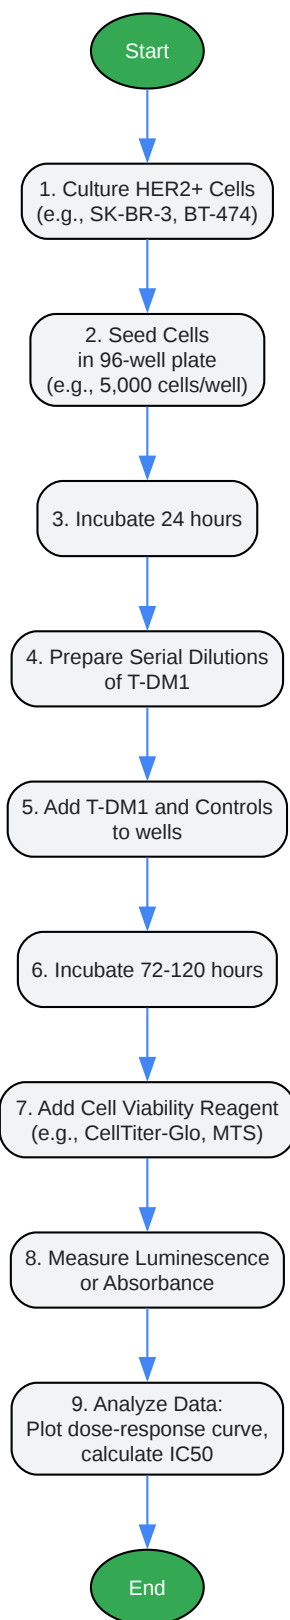 Start
1. Culture HER2+ Cells
(e.g., SK-BR-3, BT-474)
2. Seed Cells
in 96-well plate
(e.g., 5,000 cells/well)
3. Incubate 24 hours
4. Prepare Serial Dilutions
of T-DM1
5. Add T-DM1 and Controls
to wells
6. Incubate 72-120 hours
7. Add Cell Viability Reagent
(e.g., CellTiter-Glo, MTS)
8. Measure Luminescence
or Absorbance
9. Analyze Data:
Plot dose-response curve,
calculate IC50
End